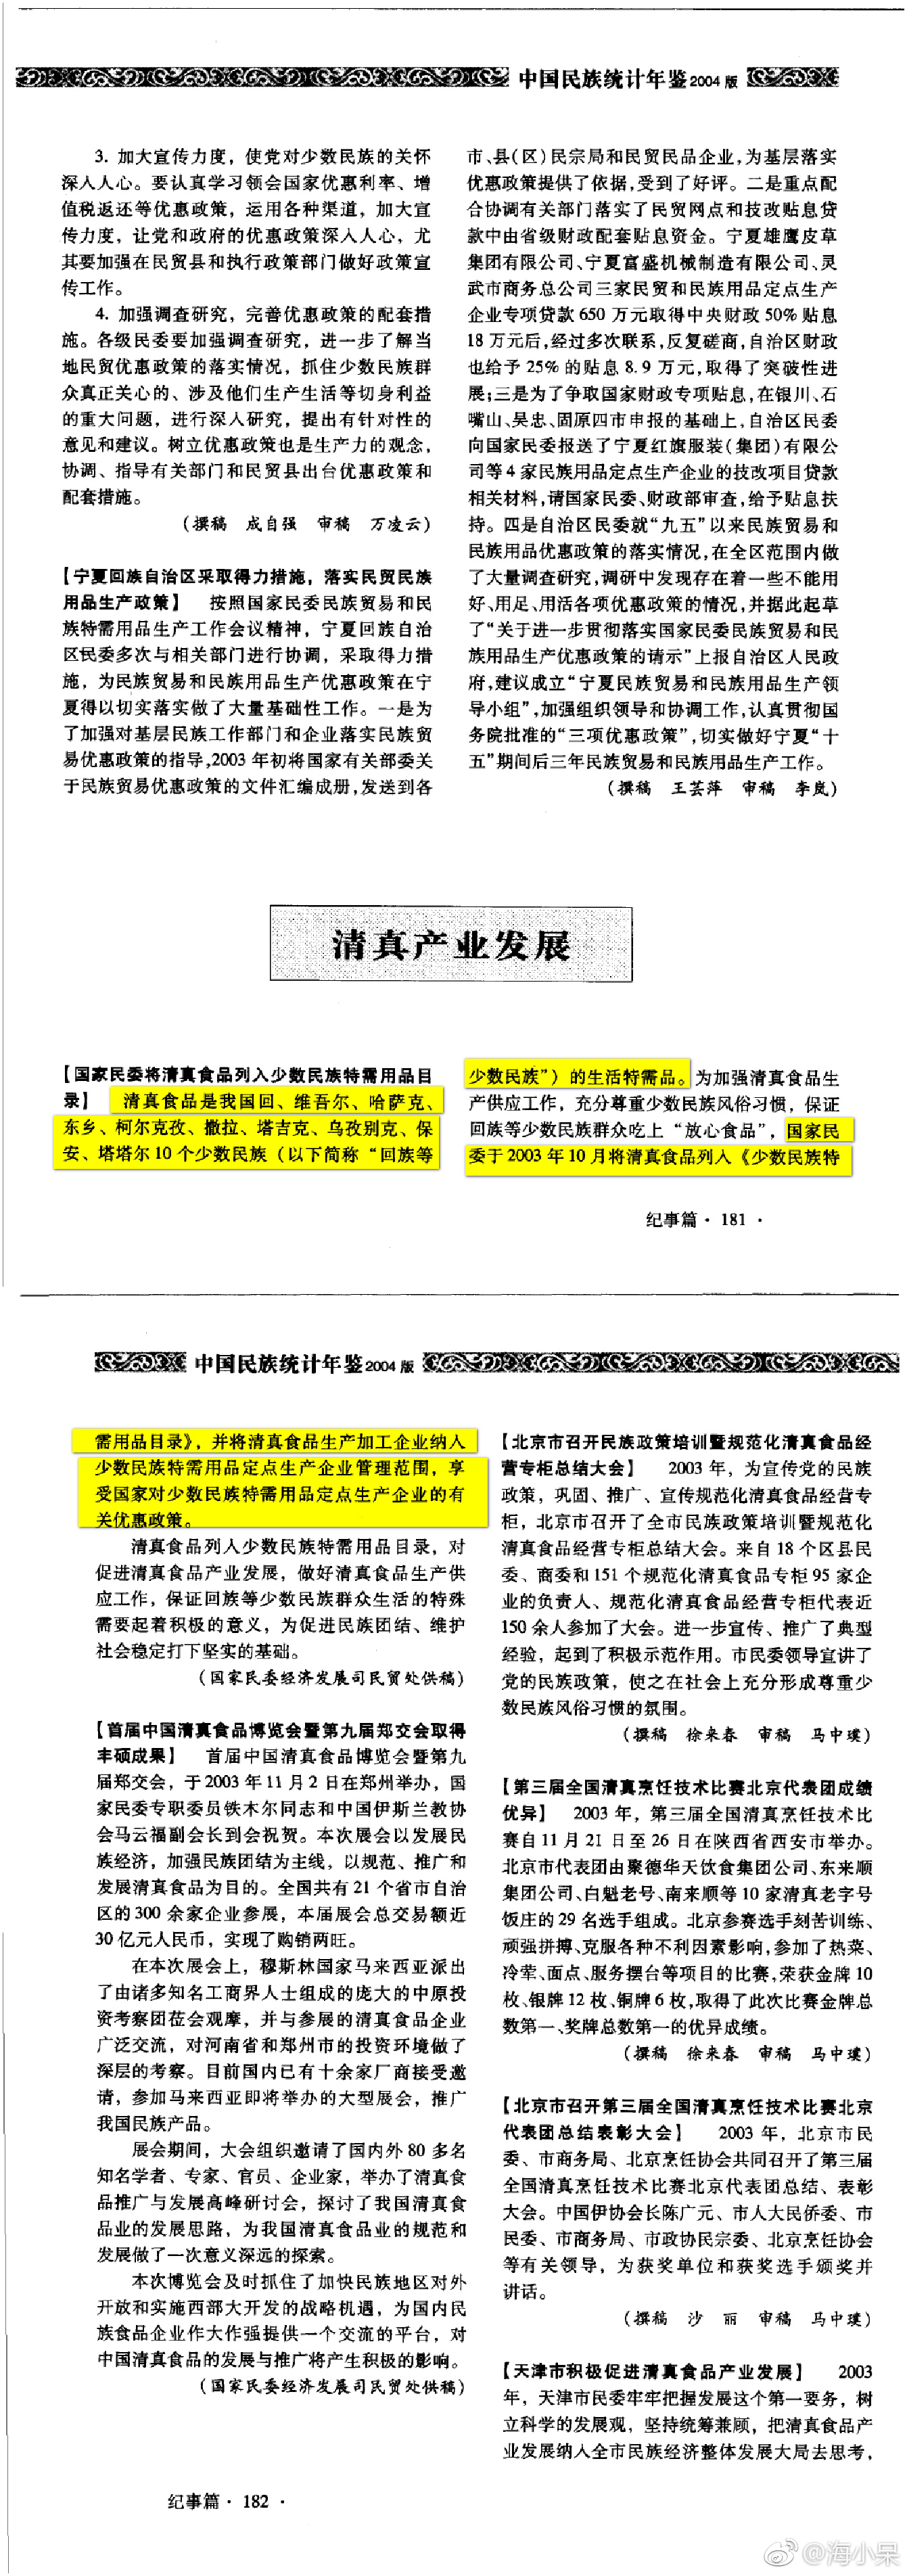 中国民族统计年鉴2004版
3. 加大宣传力度，使党对少数民族的关怀
深入人心。要认真学习领会国家优惠利率、增
值税返还等优惠政策，运用各种渠道，加大宣
传力度，让党和政府的优惠政策深入人心，尤
其要加强在民贸县和执行政策部门做好政策宣
传工作。
4. 加强调查研究，完善优惠政策的配套措
施。各级民委要加强调查研究，进一步了解当
地民贸优惠政策的落实情况，抓住少数民族群
众真正关心的、涉及他们生产生活等切身利益
的重大问题，进行深入研究，提出有针对性的
意见和建议。树立优惠政策也是生产力的观念，
协调、指导有关部门和民贸县出台优惠政策和
配套措施。
（撰稿 成自强 审稿 万凌云）
【宁夏回族自治区采取得力措施，落实民贸民族
用品生产政策】 按照国家民委民族贸易和民
族特需用品生产工作会议精神，宁夏回族自治
区民委多次与相关部门进行协调，采取得力措
施，为民族贸易和民族用品生产优惠政策在宁
夏得以切实落实做了大量基础性工作。一是为
了加强对基层民族工作部门和企业落实民族贸
易优惠政策的指导，2003年初将国家有关部委关
于民族贸易优惠政策的文件汇编成册，发送到各
市、县（区）民宗局和民贸民品企业，为基层落实
优惠政策提供了依据，受到了好评。二是重点配
合协调有关部门落实了民贸网点和技改贴息贷
款中由省级财政配套贴息资金。宁夏雄鹰皮草
集团有限公司、宁夏富盛机械制造有限公司、灵
武市商务总公司三家民贸和民族用品定点生产
企业专项贷款650万元取得中央财政50%贴息
18万元后，经过多次联系，反复磋商，自治区财政
也给予25%的贴息8.9万元，取得了突破性进
展；三是为了争取国家财政专项贴息，在银川、石
嘴山、吴忠、固原四市申报的基础上，自治区民委
向国家民委报送了宁夏红旗服装（集团）有限公
司等4家民族用品定点生产企业的技改项目贷款
相关材料，请国家民委、财政部审查，给予贴息扶
持。四是自治区民委就“九五”以来民族贸易和
民族用品优惠政策的落实情况，在全区范围内做
了大量调查研究，调研中发现存在着一些不能用
好、用足、用活各项优惠政策的情况，并据此起草
了“关于进一步贯彻落实国家民委民族贸易和民
族用品生产优惠政策的请示”上报自治区人民政
府，建议成立“宁夏民族贸易和民族用品生产领
导小组”，加强组织领导和协调工作，认真贯彻国
务院批准的“三项优惠政策”，切实做好宁夏“十
五”期间后三年民族贸易和民族用品生产工作。
（撰稿 王芸萍 审稿 李岚）
清真产业发展
【国家民委将清真食品列入少数民族特需用品目
录】 清真食品是我国回、维吾尔、哈萨克、
东乡、柯尔克孜、撒拉、塔吉克、乌孜别克、保
安、塔塔尔10个少数民族（以下简称“回族等
少数民族”）的生活特需品。为加强清真食品生
产供应工作，充分尊重少数民族风俗习惯，保证
回族等少数民族群众吃上“放心食品”，国家民
委于2003年10月将清真食品列入《少数民族特
纪事篇· 181 ·
中国民族统计年鉴2004版
需用品目录》，并将清真食品生产加工企业纳入
少数民族特需用品定点生产企业管理范围，享
受国家对少数民族特需用品定点生产企业的有
关优惠政策。
清真食品列入少数民族特需用品目录，对
促进清真食品产业发展，做好清真食品生产供
应工作，保证回族等少数民族群众生活的特殊
需要起着积极的意义，为促进民族团结、维护
社会稳定打下坚实的基础。
（国家民委经济发展司民贸处供稿）
【首届中国清真食品博览会暨第九届郑交会取得
丰硕成果】 首届中国清真食品博览会暨第九
届郑交会，于2003年11月2日在郑州举办，国
家民委专职委员铁木尔同志和中国伊斯兰教协
会马云福副会长到会祝贺。本次展会以发展民
族经济，加强民族团结为主线，以规范、推广和
发展清真食品为目的。全国共有21个省市自治
区的300余家企业参展，本届展会总交易额近
30亿元人民币，实现了购销两旺。
在本次展会上，穆斯林国家马来西亚派出
了由诸多知名工商界人士组成的庞大的中原投
资考察团莅会观摩，并与参展的清真食品企业
广泛交流，对河南省和郑州市的投资环境做了
深层的考察。目前国内已有十余家厂商接受邀
请，参加马来西亚即将举办的大型展会，推广
我国民族产品。
展会期间，大会组织邀请了国内外80多名
知名学者、专家、官员、企业家，举办了清真食
品推广与发展高峰研讨会，探讨了我国清真食
品业的发展思路，为我国清真食品业的规范和
发展做了一次意义深远的探索。
本次博览会及时抓住了加快民族地区对外
开放和实施西部大开发的战略机遇，为国内民
族食品企业作大作强提供一个交流的平台，对
中国清真食品的发展与推广将产生积极的影响。
（国家民委经济发展司民贸处供稿）
【北京市召开民族政策培训暨规范化清真食品经
营专柜总结大会】 2003年，为宣传党的民族
政策，巩固、推广、宣传规范化清真食品经营专
柜，北京市召开了全市民族政策培训暨规范化
清真食品经营专柜总结大会。来自18个区县民
委、商委和151个规范化清真食品专柜95家企
业的负责人、规范化清真食品经营专柜代表近
150余人参加了大会。进一步宣传、推广了典型
经验，起到了积极示范作用。市民委领导宣讲了
党的民族政策，使之在社会上充分形成尊重少
数民族风俗习惯的氛围。
（撰稿 徐来春 审稿 马中璞）
【第三届全国清真烹饪技术比赛北京代表团成绩
优异】 2003年，第三届全国清真烹饪技术比
赛自11月21日至26日在陕西省西安市举办。
北京市代表团由聚德华天饮食集团公司、东来顺
集团公司、白魁老号、南来顺等10家清真老字号
饭庄的29名选手组成。北京参赛选手刻苦训练、
顽强拼搏、克服各种不利因素影响，参加了热菜、
冷荤、面点、服务摆台等项目的比赛，荣获金牌10
枚、银牌12枚、铜牌6枚，取得了此次比赛金牌总
数第一、奖牌总数第一的优异成绩。
（撰稿 徐来春 审稿 马中璞）
【北京市召开第三届全国清真烹饪技术比赛北京
代表团总结表彰大会】 2003年，北京市民
委、市商务局、北京烹饪协会共同召开了第三届
全国清真烹饪技术比赛北京代表团总结、表彰
大会。中国伊协会长陈广元、市人大民侨委、市
民委、市商务局、市政协民宗委、北京烹饪协会
等有关领导，为获奖单位和获奖选手颁奖并
讲话。
（撰稿 沙 丽 审稿 马中璞）
【天津市积极促进清真食品产业发展】 2003
年，天津市民委牢牢把握发展这个第一要务，树
立科学的发展观，坚持统筹兼顾，把清真食品产
业发展纳入全市民族经济整体发展大局去思考，
纪事篇· 182 ·
@海小呆